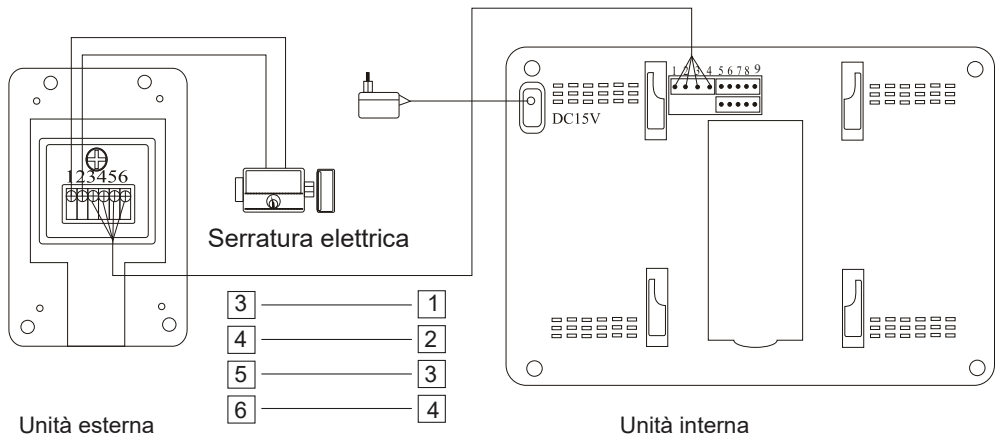 1 2 3 4 5 6 7 8 9
DC15V
123456
Serratura elettrica
3 1
4 2
5 3
6 4
Unità esterna
Unità interna